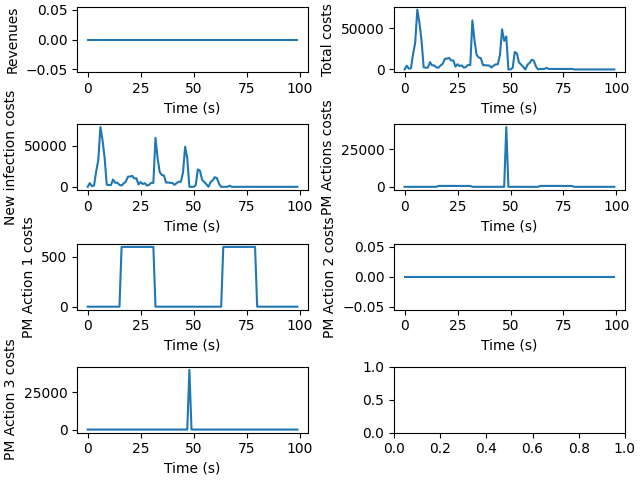 Revenues
0.05
0.00
−0.05
0 25 50 75 100
Time (s)
Total costs
50000
0
0 25 50 75 100
Time (s)
New infection costs
50000
0
0 25 50 75 100
Time (s)
PM Actions costs
25000
0
0 25 50 75 100
Time (s)
PM Action 1 costs
500
0
0 25 50 75 100
Time (s)
PM Action 2 costs
0.05
0.00
−0.05
0 25 50 75 100
Time (s)
PM Action 3 costs
25000
0
0 25 50 75 100
Time (s)
1.0
0.5
0.0
0.0 0.2 0.4 0.6 0.8 1.0